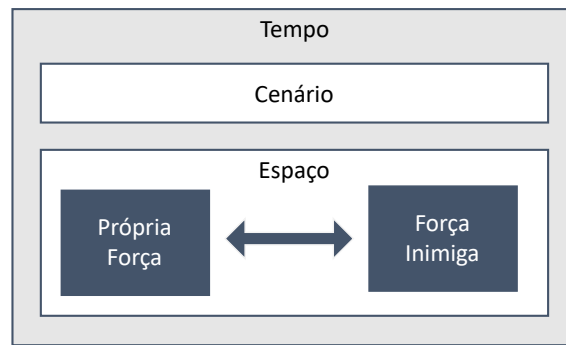 Tempo
Cenário
Espaço
Própria
Força
Força
Inimiga